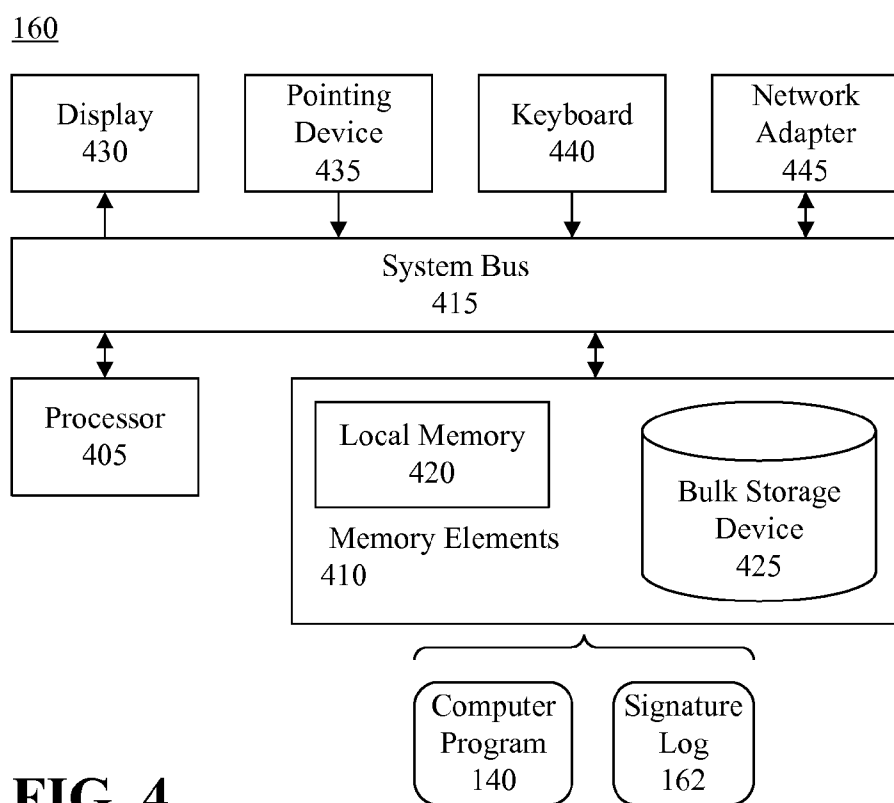 160
Display
430
Pointing
Device
435
Keyboard
440
Network
Adapter
445
System Bus
415
Processor
405
Local Memory
420
Memory Elements
410
Bulk Storage
Device
425
Computer
Program
140
Signature
Log
162
FIG. 4